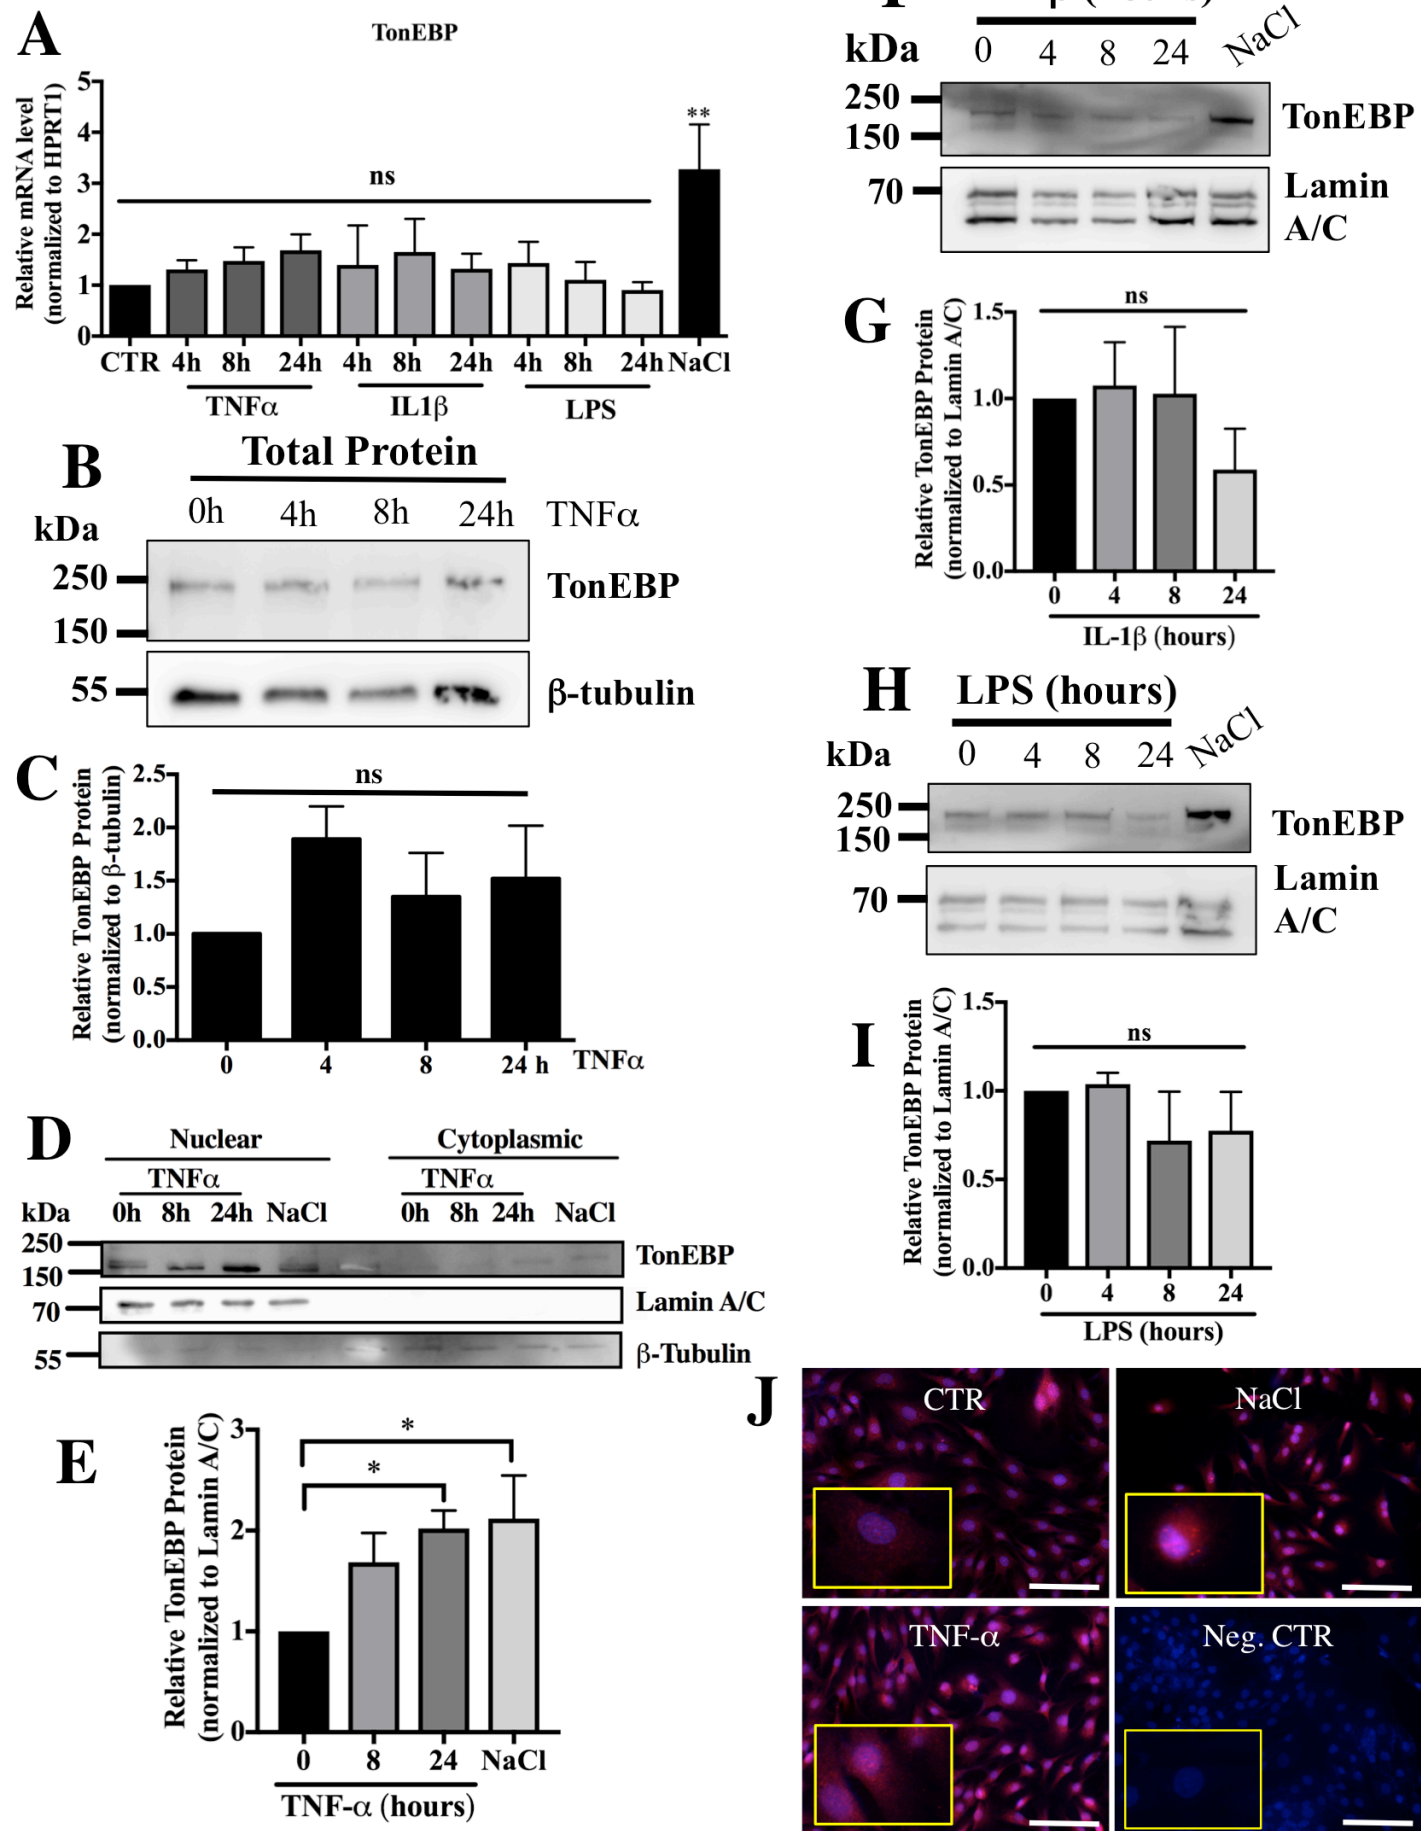 A
TonEBP
Relative mRNA level
(normalized to HPRT1)
5
4
3
2
1
0
ns
**
CTR 4h 8h 24h 4h 8h 24h 4h 8h 24h NaCl
TNFα IL1β LPS
B
Total Protein
0h 4h 8h 24h TNFα
kDa
250
150
TonEBP
55
β-tubulin
C
Relative TonEBP Protein
(normalized to β-tubulin)
2.5
2.0
1.5
1.0
0.5
0.0
ns
0 4 8 24 h TNFα
D
Nuclear Cytoplasmic
TNFα TNFα
kDa 0h 8h 24h NaCl 0h 8h 24h NaCl
250
150
TonEBP
70
Lamin A/C
55
β-Tubulin
E
Relative TonEBP Protein
(normalized to Lamin A/C)
3
2
1
0
*
*
0 8 24 NaCl
TNF-α (hours)
kDa 0 4 8 24 NaCl
250
150
TonEBP
70
Lamin
A/C
G
Relative TonEBP Protein
(normalized to Lamin A/C)
1.5
1.0
0.5
0.0
ns
0 4 8 24
IL-1β (hours)
H
LPS (hours)
kDa 0 4 8 24 NaCl
250
150
TonEBP
70
Lamin
A/C
I
Relative TonEBP Protein
(normalized to Lamin A/C)
1.5
1.0
0.5
0.0
ns
0 4 8 24
LPS (hours)
J
CTR NaCl
TNF-α Neg. CTR